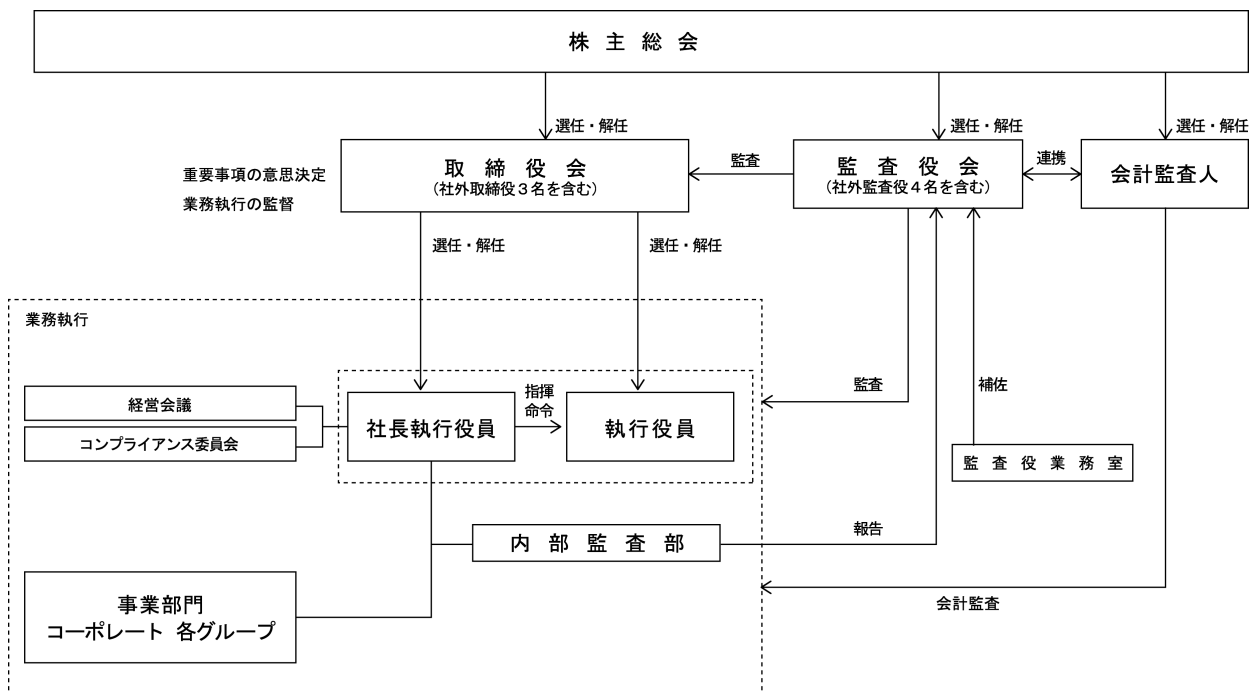 株主総会
選任・解任
選任・解任
選任・解任
取締役会
(社外取締役3名を含む)
監査
監査役会
(社外監査役4名を含む)
連携
会計監査人
重要事項の意思決定
業務執行の監督
選任・解任
選任・解任
業務執行
経営会議
コンプライアンス委員会
社長執行役員
指揮
命令
執行役員
監査
補佐
監査役業務室
内部監査部
報告
会計監査
事業部門
コーポレート 各グループ